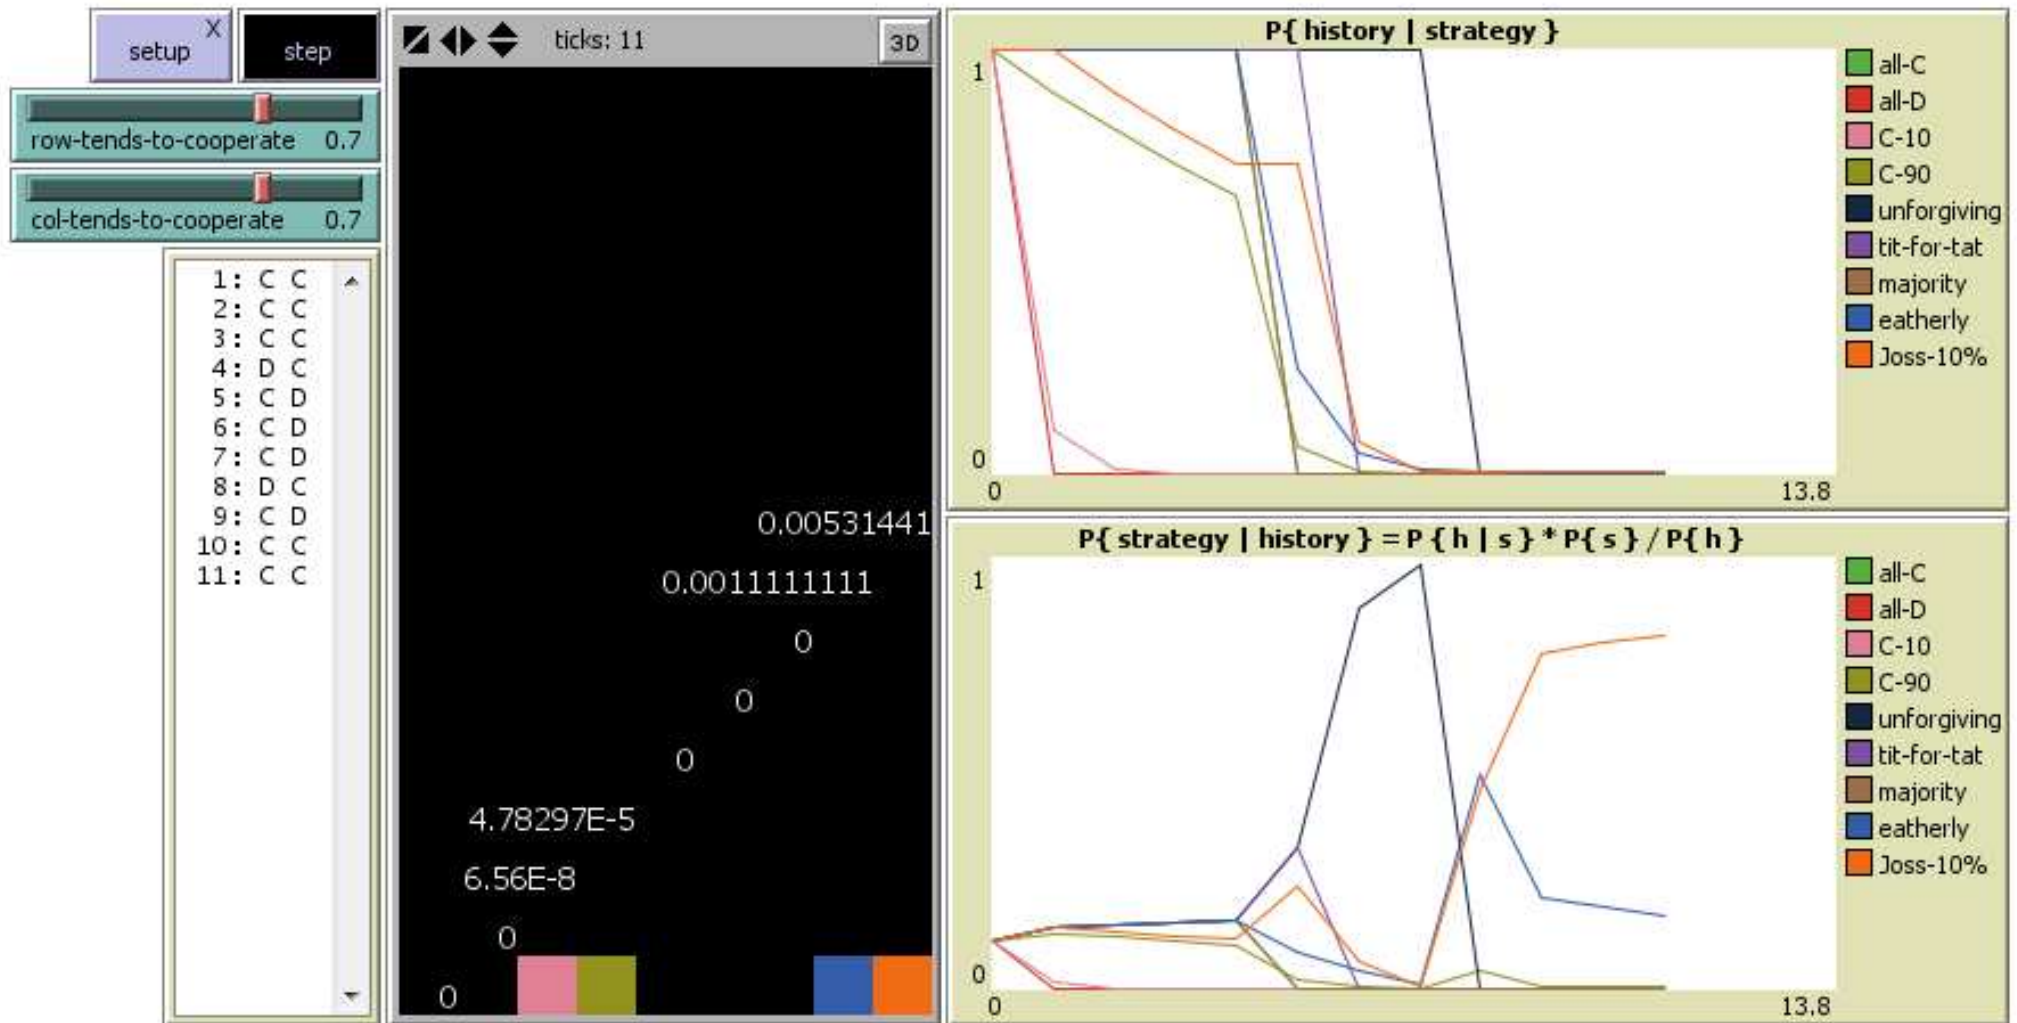 setup X
step
row-tends-to-cooperate 0.7
col-tends-to-cooperate 0.7
1: C C
2: C C
3: C C
4: D C
5: C D
6: C D
7: C D
8: D C
9: C D
10: C C
11: C C
ticks: 11
3D
0.00531441
0.0011111111
0
0
0
4.78297E-5
6.56E-8
0
0
P{ history | strategy }
1
0
0
13.8
all-C
all-D
C-10
C-90
unforgiving
tit-for-tat
majority
eatherly
Joss-10%
P{ strategy | history } = P { h | s } * P{ s } / P{ h }
1
0
0
13.8
all-C
all-D
C-10
C-90
unforgiving
tit-for-tat
majority
eatherly
Joss-10%